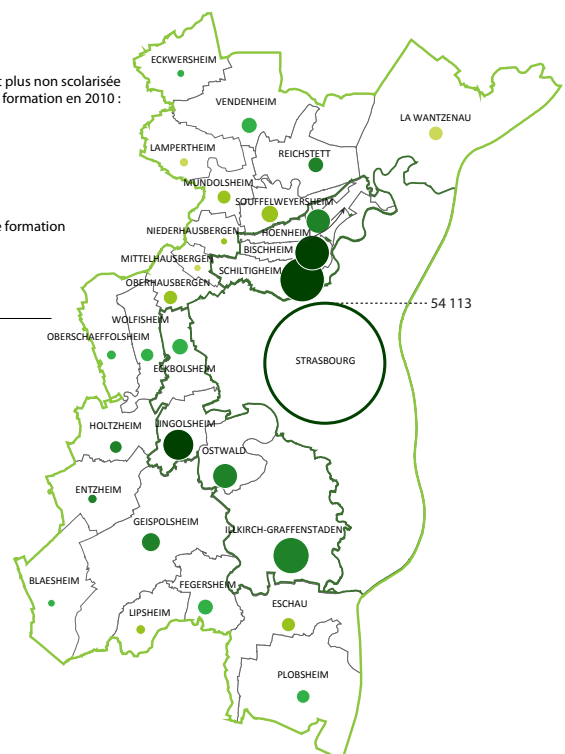 ECKWERSHEIM
plus non scolarisée
formation en 2010 :
VENDENHEIM
LA WANTZENAU
LAMPERTHEIM
REICHSTETT
MUNDOLSHEIM
SOUFFELWEYERSHEIM
formation
NIEDERHAUSBERGEN
HOENHEIM
BISCHHEIM
MITTELHAUSBERGEN
SCHILTIGHEIM
OBERHAUSBERGEN
54 113
WOLFISHEIM
OBERSCHAEFFOLSHEIM
STRASBOURG
ECKBOLSHEIM
HOLTZHEIM
LINGOLSHEIM
OSTWALD
ENTZHEIM
GEISPOLSHEIM
ILLKIRCH-GRAFFENSTADEN
BLAESHEIM
FEGERSHEIM
ESCHAU
LIPSHEIM
PLOBSHEIM